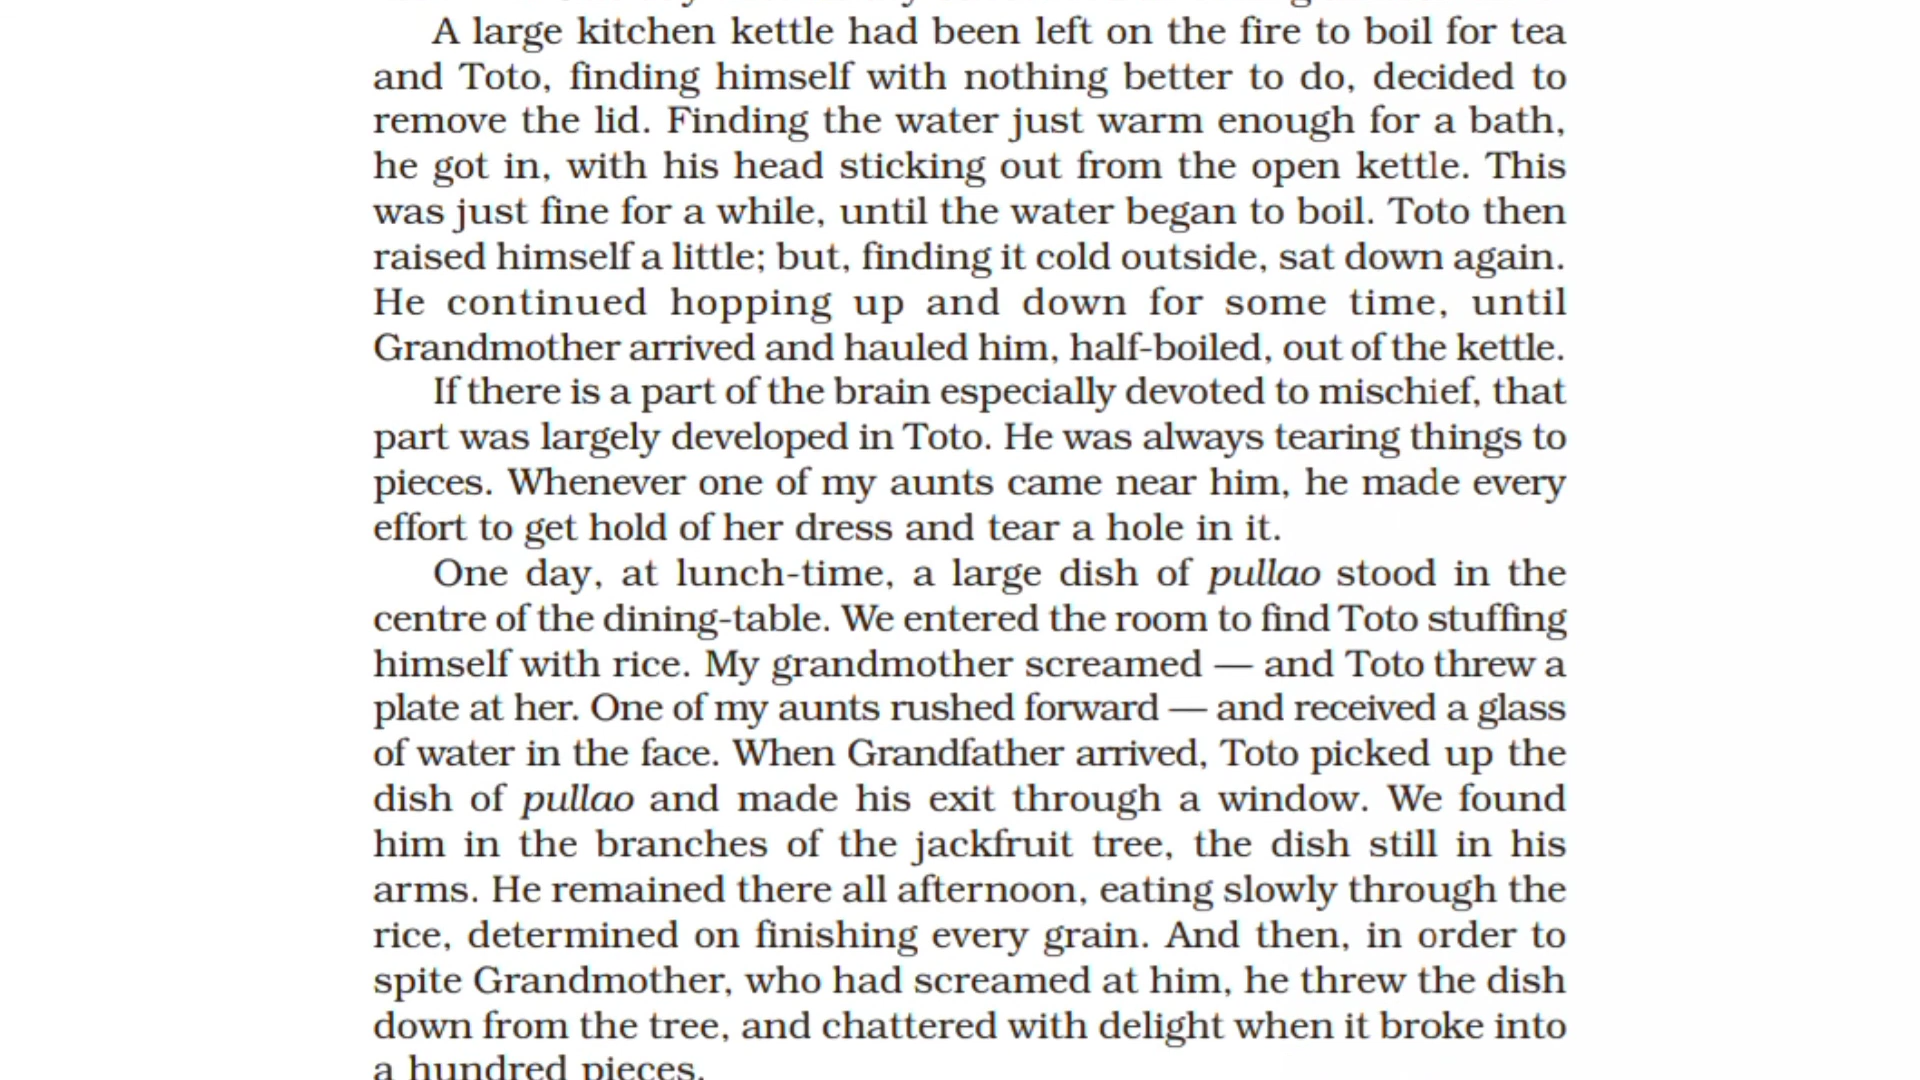 A large kitchen kettle had been left on the fire to boil for tea
and Toto, finding himself with nothing better to do, decided to
remove the lid. Finding the water just warm enough for a bath,
he got in, with his head sticking out from the open kettle. This
was just fine for a while, until the water began to boil. Toto then
raised himself a little; but, finding it cold outside, sat down again.
He continued hopping up and down for some time, until
Grandmother arrived and hauled him, half-boiled, out of the kettle.
If there is a part of the brain especially devoted to mischief, that
part was largely developed in Toto. He was always tearing things to
pieces. Whenever one of my aunts came near him, he made every
effort to get hold of her dress and tear a hole in it.
One day, at lunch-time, a large dish of pullao stood in the
centre of the dining-table. We entered the room to find Toto stuffing
himself with rice. My grandmother screamed — and Toto threw a
plate at her. One of my aunts rushed forward — and received a glass
of water in the face. When Grandfather arrived, Toto picked up the
dish of pullao and made his exit through a window. We found
him in the branches of the jackfruit tree, the dish still in his
arms. He remained there all afternoon, eating slowly through the
rice, determined on finishing every grain. And then, in order to
spite Grandmother, who had screamed at him, he threw the dish
down from the tree, and chattered with delight when it broke into
a hundred pieces.